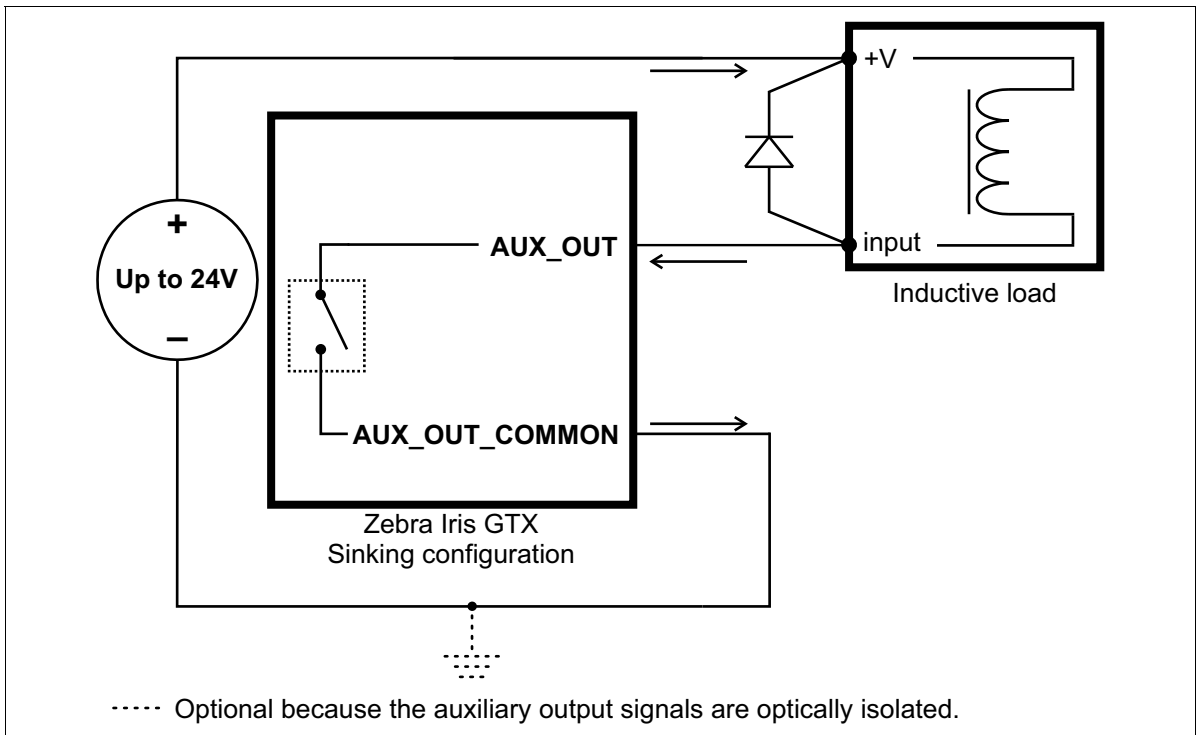 +V
+
Up to 24V
−
AUX_OUT
input
Inductive load
AUX_OUT_COMMON
Zebra Iris GTX
Sinking configuration
Optional because the auxiliary output signals are optically isolated.